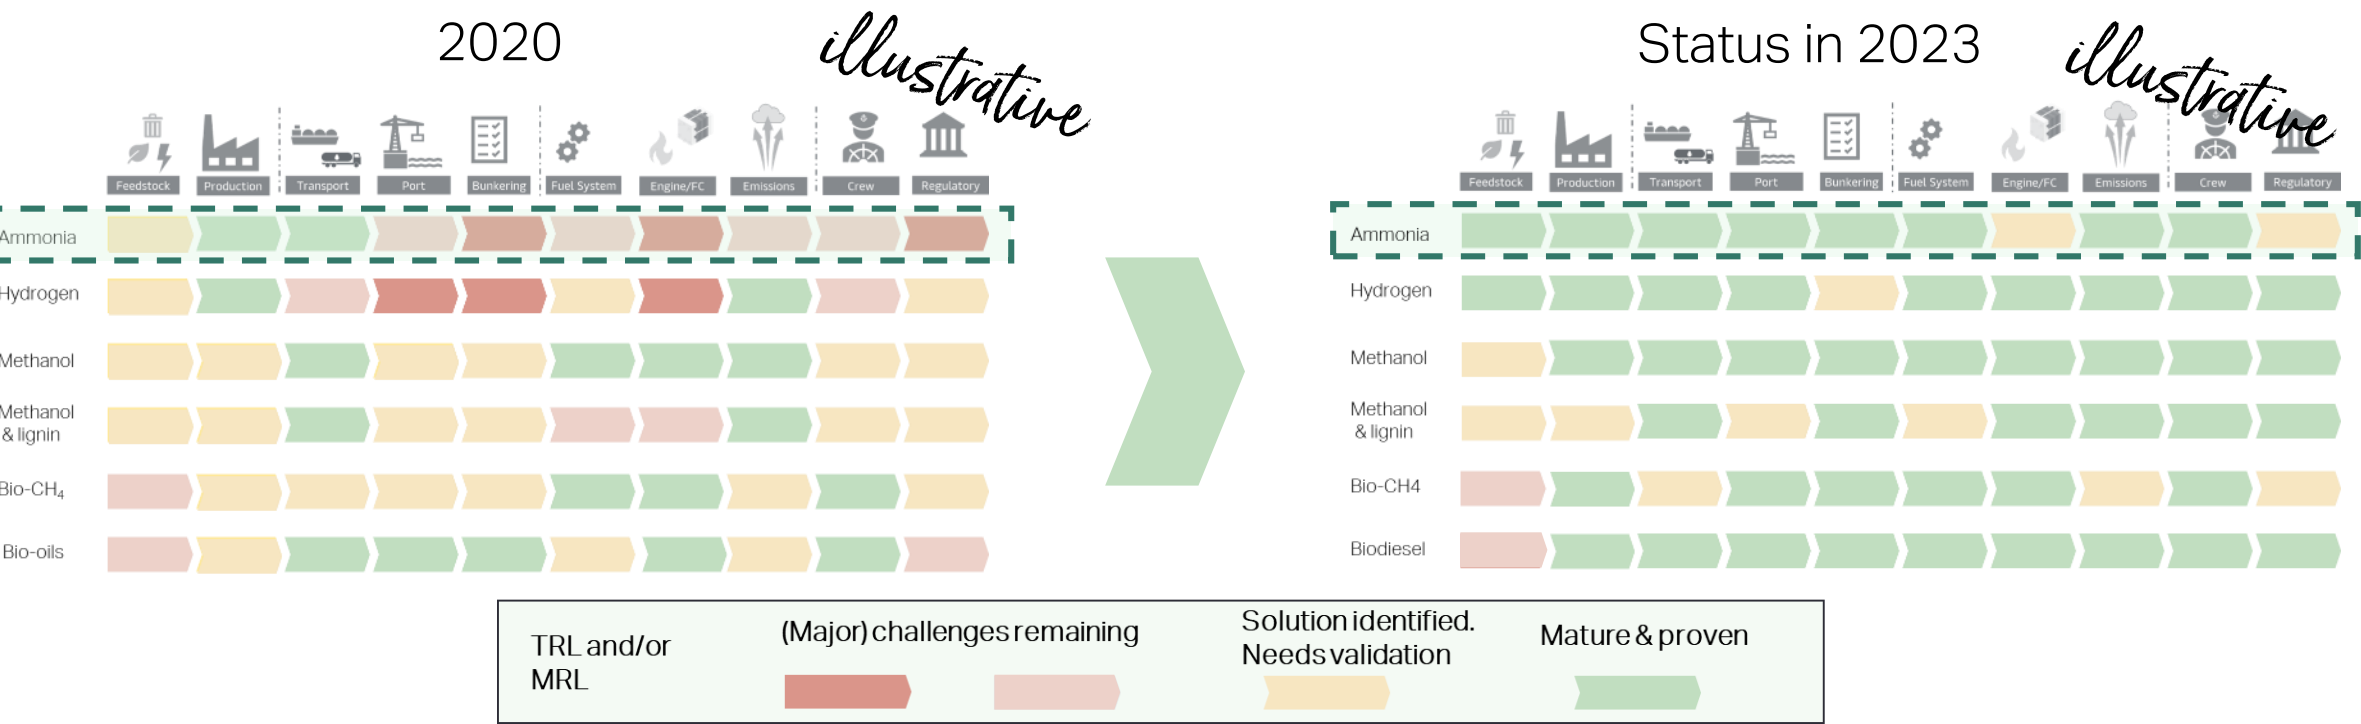 2020
illustrative
Status in 2023
illustrative
Feedstock
Production
Transport
Port
Bunkering
Fuel System
Engine/FC
Emissions
Crew
Regulatory
Feedstock
Production
Transport
Port
Bunkering
Fuel System
Engine/FC
Emissions
Crew
Regulatory
Ammonia
Hydrogen
Methanol
Methanol
& lignin
Bio-CH₄
Bio-oils
Ammonia
Hydrogen
Methanol
Methanol
& lignin
Bio-CH4
Biodiesel
TRL and/or
MRL
(Major) challenges remaining
Solution identified.
Needs validation
Mature & proven